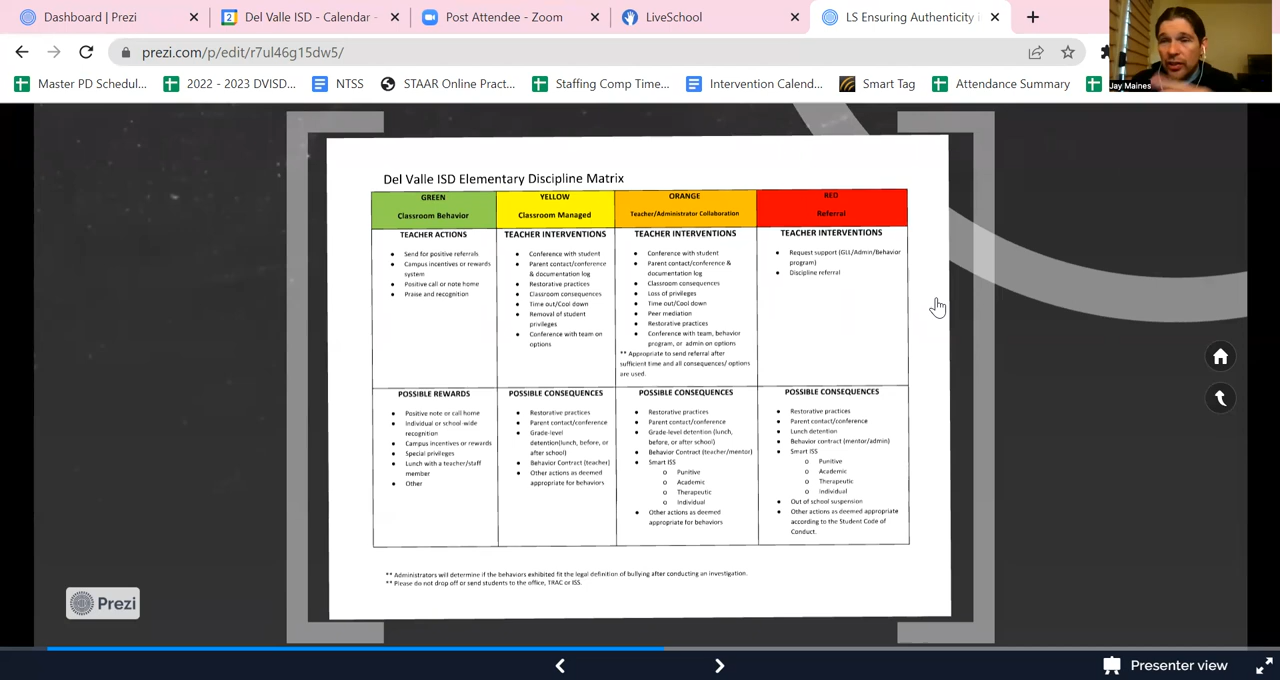 Dashboard | Prezi
Del Valle ISD - Calendar -
Post Attendee - Zoom
LiveSchool
LS Ensuring Authenticity i
prezi.com/p/edit/r7ul46g15dw5/
Master PD Schedul...
2022 - 2023 DVISD...
NTSS
STAAR Online Pract...
Staffing Comp Time...
Intervention Calend...
Smart Tag
Attendance Summary
Jay Maines
Del Valle ISD Elementary Discipline Matrix
GREEN
Classroom Behavior
YELLOW
Classroom Managed
ORANGE
Teacher/Administrator Collaboration
RED
Referral
TEACHER ACTIONS
• Send for positive referrals
• Campus incentives or rewards
system
• Positive call or note home
• Praise and recognition
TEACHER INTERVENTIONS
• Conference with student
• Parent contact/conference
& documentation log
• Restorative practices
• Classroom consequences
• Time out/Cool down
• Removal of student
privileges
• Conference with team on
options
TEACHER INTERVENTIONS
• Conference with student
• Parent contact/conference &
documentation log
• Classroom consequences
• Loss of privileges
• Time out/Cool down
• Peer mediation
• Restorative practices
• Conference with team, behavior
program, or admin on options
** Appropriate to send referral after
sufficient time and all consequences/ options
are used.
TEACHER INTERVENTIONS
• Request support (GLL/Admin/Behavior
program)
• Discipline referral
POSSIBLE REWARDS
• Positive note or call home
• Individual or school-wide
recognition
• Campus incentives or rewards
• Special privileges
• Lunch with a teacher/staff
member
• Other
POSSIBLE CONSEQUENCES
• Restorative practices
• Parent contact/conference
• Grade-level
detention(lunch, before, or
after school)
• Behavior Contract (teacher)
• Other actions as deemed
appropriate for behaviors
POSSIBLE CONSEQUENCES
• Restorative practices
• Parent contact/conference
• Grade-level detention (lunch,
before, or after school)
• Behavior Contract (teacher/mentor)
• Smart ISS
o Punitive
o Academic
o Therapeutic
o Individual
• Other actions as deemed
appropriate for behaviors
POSSIBLE CONSEQUENCES
• Restorative practices
• Parent contact/conference
• Lunch detention
• Behavior contract (mentor/admin)
• Smart ISS
o Punitive
o Academic
o Therapeutic
o Individual
• Out of school suspension
• Other actions as deemed appropriate
according to the Student Code of
Conduct.
** Administrators will determine if the behaviors exhibited fit the legal definition of bullying after conducting an investigation.
** Please do not drop off or send students to the office, TRAC or ISS.
Prezi
Presenter view